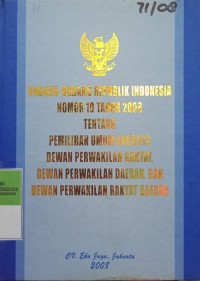 71/08
UNDANG-UNDANG REPUBLIK INDONESIA
NOMOR 10 TAHUN 2008
TENTANG
PEMILIHAN UMUM ANGGOTA
DEWAN PERWAKILAN RAKYAT,
DEWAN PERWAKILAN DAERAH, DAN
DEWAN PERWAKILAN RAKYAT DAERAH
CV. Eko Jaya, Jakarta
2008